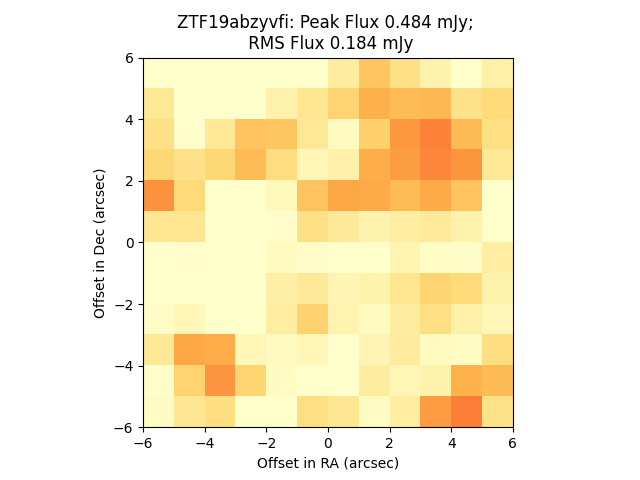 ZTF19abzyvfi: Peak Flux 0.484 mJy;
RMS Flux 0.184 mJy
6
4
2
0
−2
−4
−6
Offset in Dec (arcsec)
−6 −4 −2 0 2 4 6
Offset in RA (arcsec)